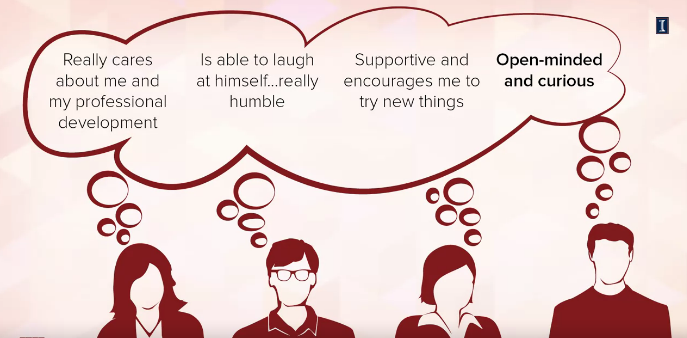 Really cares
about me and
my professional
development
Is able to laugh
at himself...really
humble
Supportive and
encourages me to
try new things
Open-minded
and curious
I